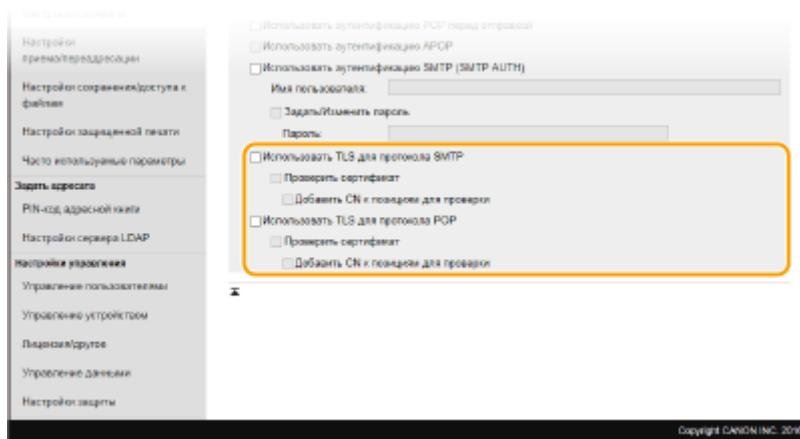 Настройки
приема/переадресации
Настройки сохранения/доступа к
файлам
Настройки защищенной печати
Часто используемые параметры
Задать адресата
PIN-код адресной книги
Настройки сервера LDAP
Настройки управления
Управление пользователями
Управление устройством
Лицензия/другое
Управление данными
Настройки защиты
Использовать аутентификацию POP перед отправкой
Использовать аутентификацию APOP
Использовать аутентификацию SMTP (SMTP AUTH)
Имя пользователя:
Задать/Изменить пароль
Пароль:
Использовать TLS для протокола SMTP
Проверить сертификат
Добавить CN к позициям для проверки
Использовать TLS для протокола POP
Проверить сертификат
Добавить CN к позициям для проверки
Copyright CANON INC.